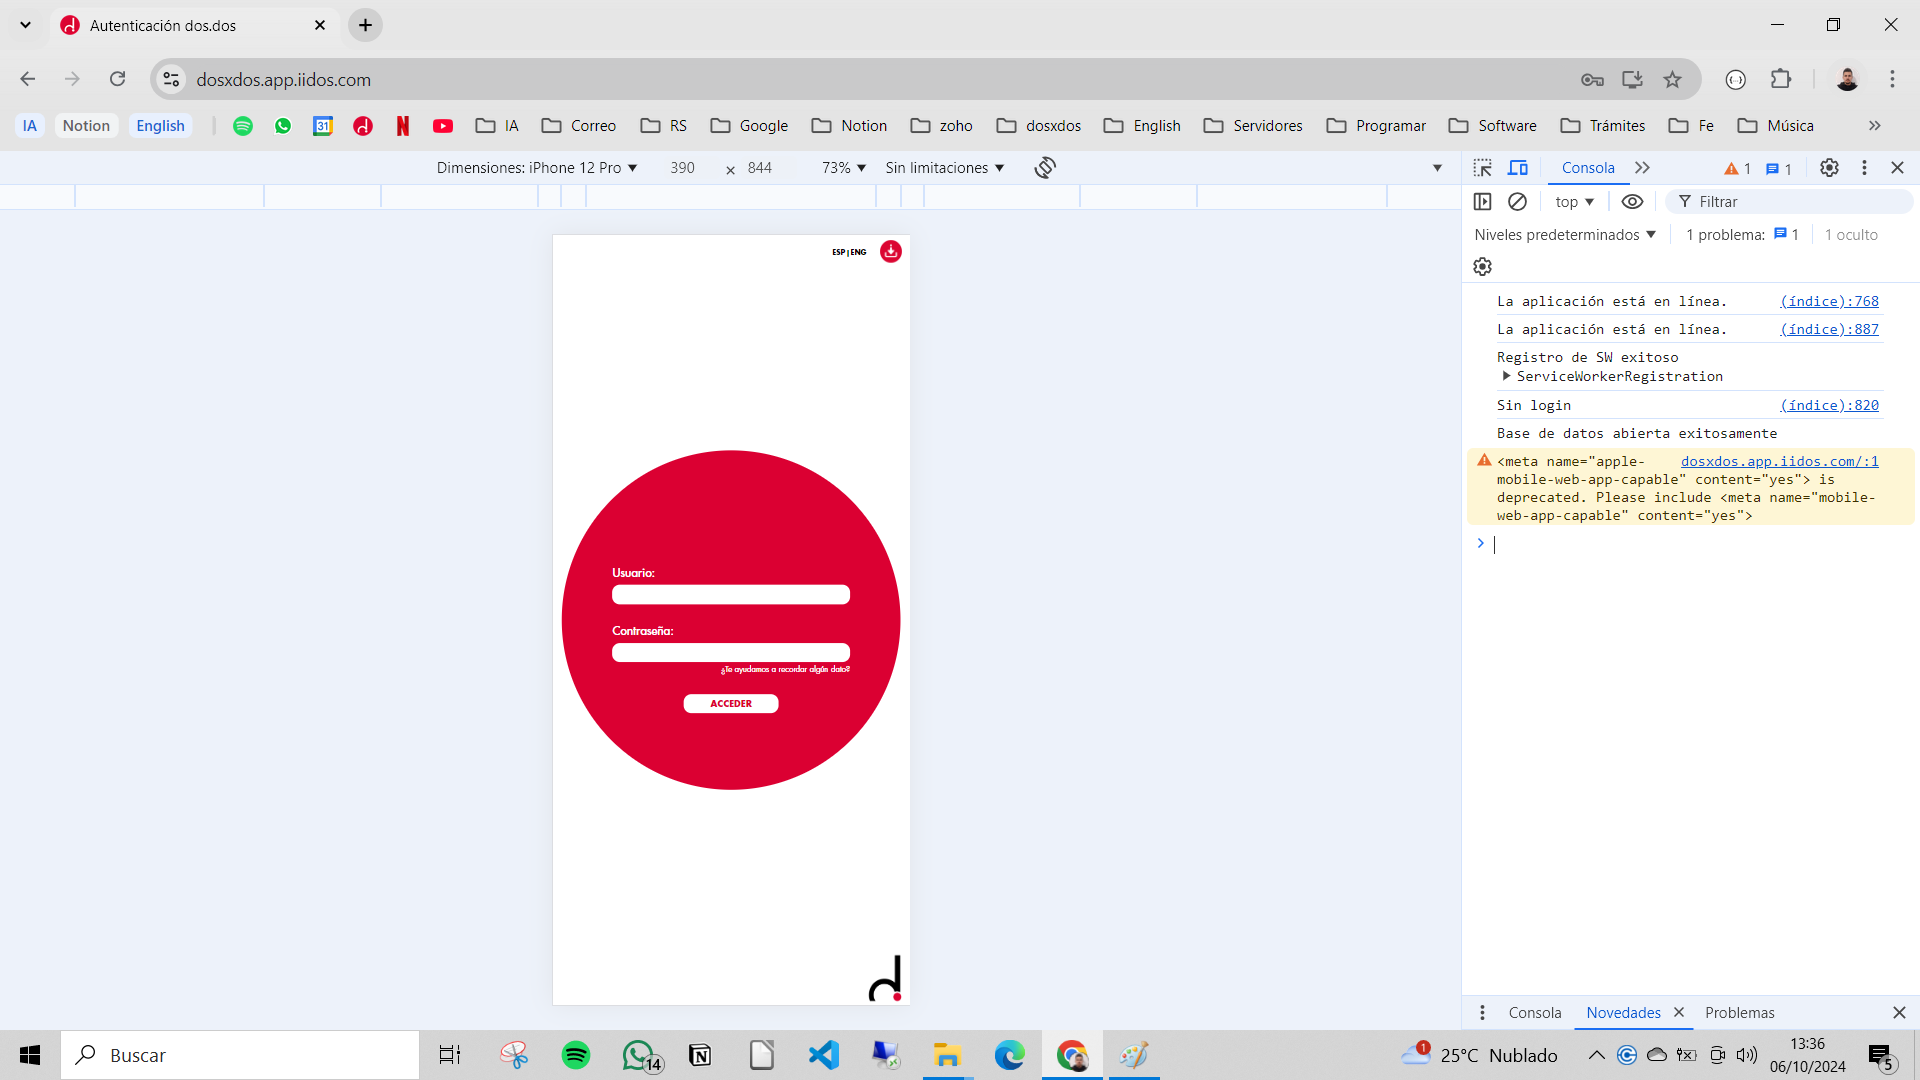 Autenticación dos.dos
dosxdos.app.iidos.com
IA Notion English 31 IA Correo RS Google Notion zoho dosxdos English Servidores Programar Software Trámites Fe Música
Dimensiones: iPhone 12 Pro 390 × 844 73% Sin limitaciones
Consola 1 1
top Filtrar
Niveles predeterminados 1 problema: 1 1 oculto
ESP | ENG
Usuario:
Contraseña:
¿Te ayudamos a recordar algún dato?
ACCEDER
La aplicación está en línea. (índice):768
La aplicación está en línea. (índice):887
Registro de SW exitoso
ServiceWorkerRegistration
Sin login (índice):820
Base de datos abierta exitosamente
<meta name="apple- dosxdos.app.iidos.com/:1
mobile-web-app-capable" content="yes"> is
deprecated. Please include <meta name="mobile-
web-app-capable" content="yes">
Consola Novedades Problemas
Buscar
14
1 25°C Nublado
13:36
06/10/2024
5